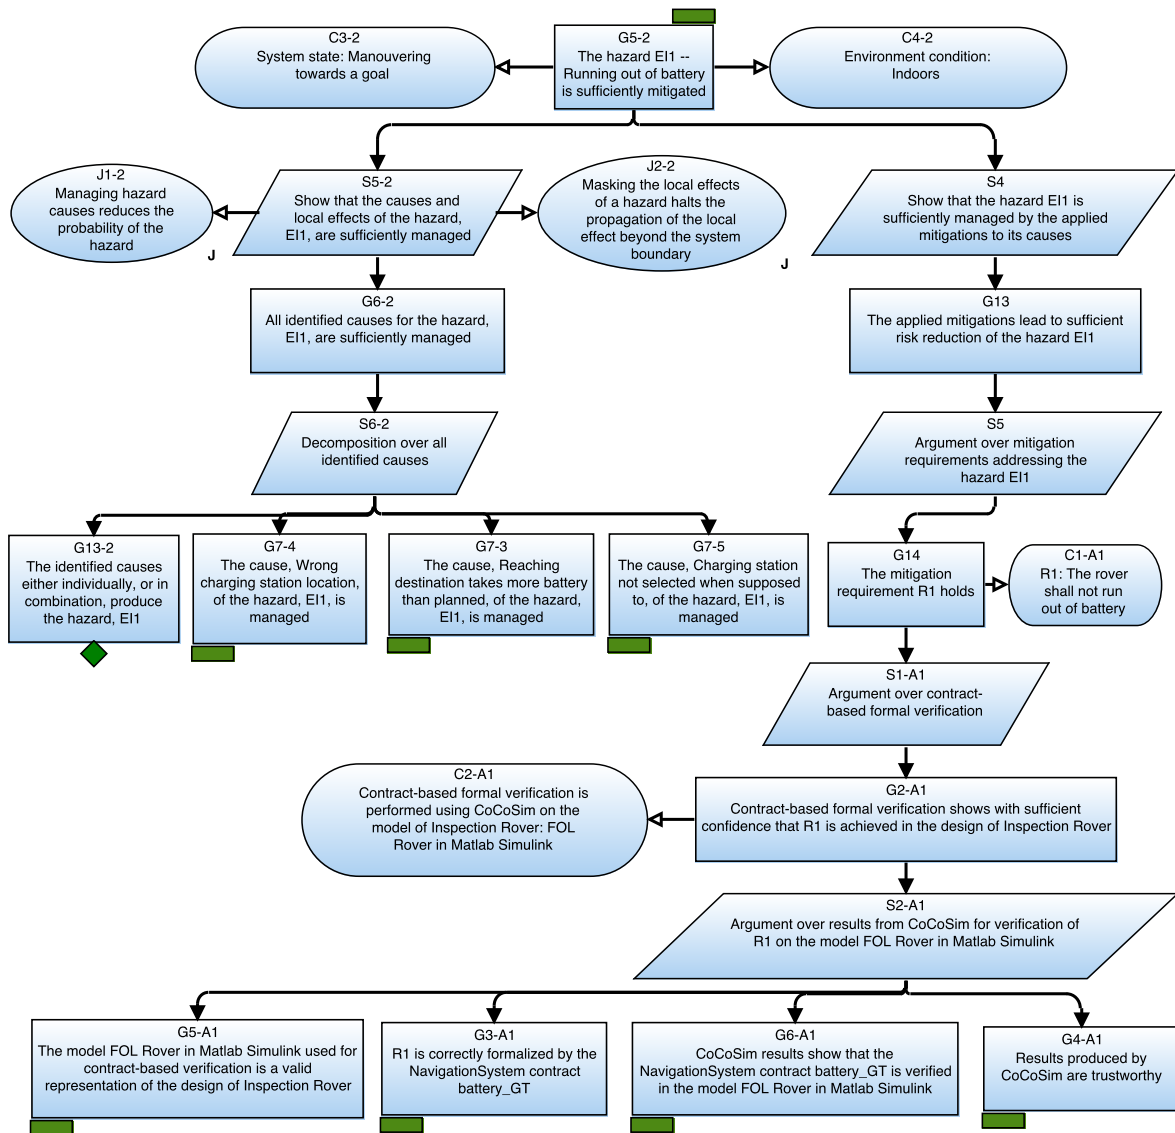 C3-2
System state: Manouvering
towards a goal
G5-2
The hazard EI1 --
Running out of battery
is sufficiently mitigated
C4-2
Environment condition:
Indoors
J1-2
Managing hazard
causes reduces the
probability of the
hazard
J
S5-2
Show that the causes and
local effects of the hazard,
EI1, are sufficiently managed
J2-2
Masking the local effects
of a hazard halts the
propagation of the local
effect beyond the system
boundary
J
S4
Show that the hazard EI1 is
sufficiently managed by the applied
mitigations to its causes
G6-2
All identified causes for the hazard,
EI1, are sufficiently managed
G13
The applied mitigations lead to sufficient
risk reduction of the hazard EI1
S6-2
Decomposition over all
identified causes
S5
Argument over mitigation
requirements addressing the
hazard EI1
G13-2
The identified causes
either individually, or in
combination, produce
the hazard, EI1
G7-4
The cause, Wrong
charging station location,
of the hazard, EI1, is
managed
G7-3
The cause, Reaching
destination takes more battery
than planned, of the hazard,
EI1, is managed
G7-5
The cause, Charging station
not selected when supposed
to, of the hazard, EI1, is
managed
G14
The mitigation
requirement R1 holds
C1-A1
R1: The rover
shall not run
out of battery
S1-A1
Argument over contract-
based formal verification
C2-A1
Contract-based formal verification is
performed using CoCoSim on the
model of Inspection Rover: FOL
Rover in Matlab Simulink
G2-A1
Contract-based formal verification shows with sufficient
confidence that R1 is achieved in the design of Inspection Rover
S2-A1
Argument over results from CoCoSim for verification of
R1 on the model FOL Rover in Matlab Simulink
G5-A1
The model FOL Rover in Matlab Simulink used for
contract-based verification is a valid
representation of the design of Inspection Rover
G3-A1
R1 is correctly formalized by the
NavigationSystem contract
battery_GT
G6-A1
CoCoSim results show that the
NavigationSystem contract battery_GT is verified
in the model FOL Rover in Matlab Simulink
G4-A1
Results produced by
CoCoSim are trustworthy